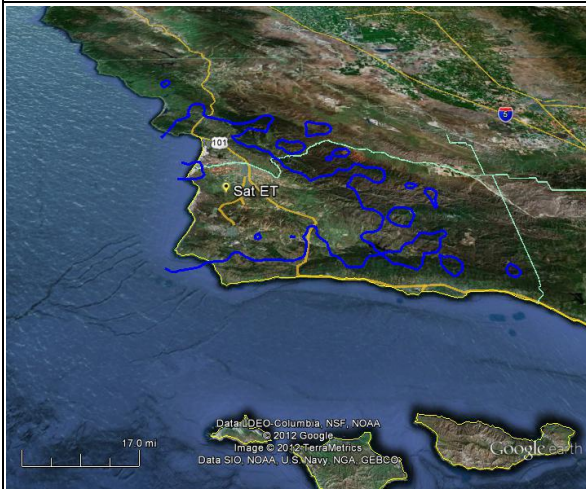 5
101
Sat ET
Data LDEO-Columbia, NSF, NOAA
© 2012 Google
Image © 2012 TerraMetrics
Data SIO, NOAA, U.S. Navy, NGA, GEBCO
17.0 mi
Google earth